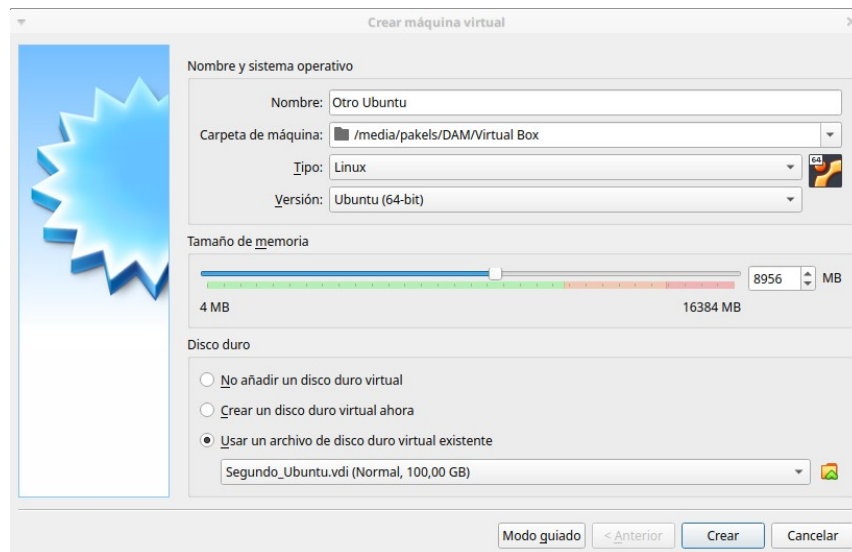 Crear máquina virtual
Nombre y sistema operativo
Nombre: Otro Ubuntu
Carpeta de máquina: /media/pakels/DAM/Virtual Box
Tipo: Linux
64
Versión: Ubuntu (64-bit)
Tamaño de memoria
8956 MB
4 MB 16384 MB
Disco duro
No añadir un disco duro virtual
Crear un disco duro virtual ahora
Usar un archivo de disco duro virtual existente
Segundo_Ubuntu.vdi (Normal, 100,00 GB)
Modo guiado < Anterior Crear Cancelar